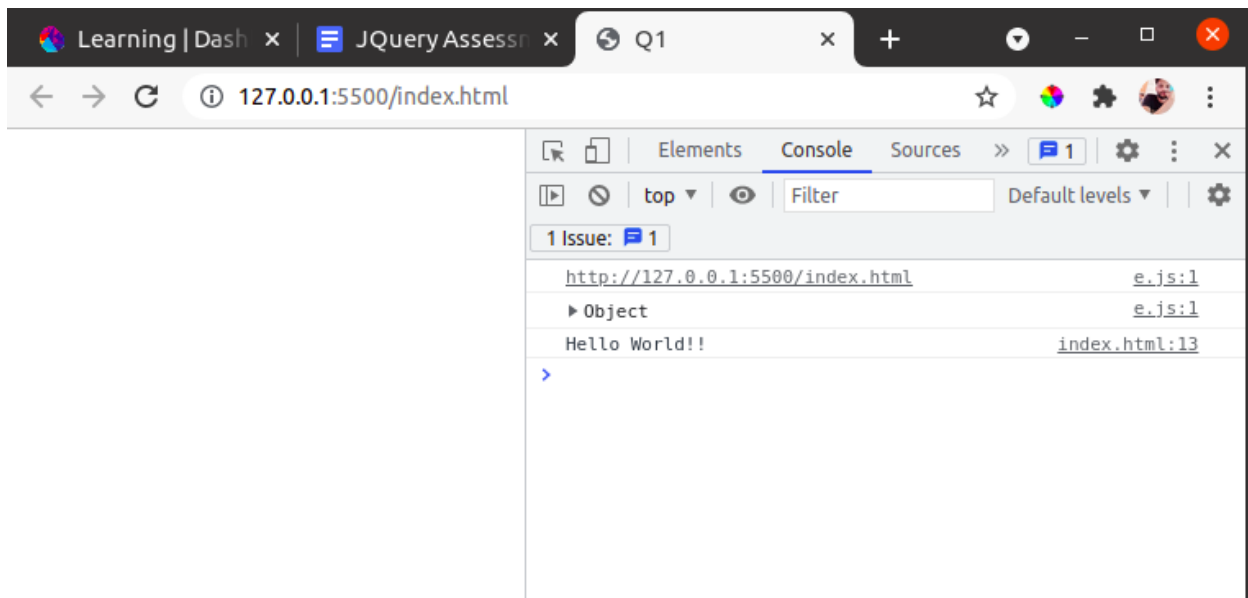 Learning | Dash JQuery Assessn Q1
127.0.0.1:5500/index.html
Elements Console Sources 1
top Filter Default levels
1 Issue: 1
http://127.0.0.1:5500/index.html e.js:1
Object e.js:1
Hello World!! index.html:13